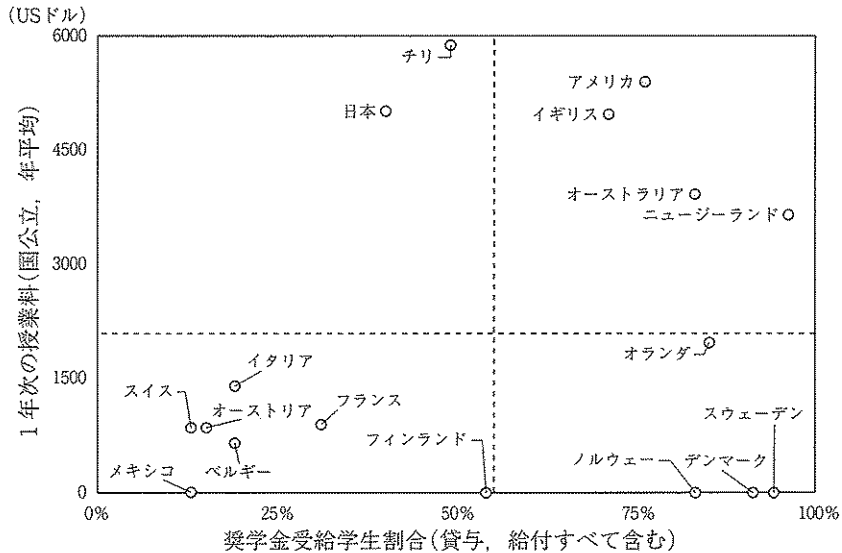 (USドル)
6000
チリ
アメリカ
日本
イギリス
4500
オーストラリア
ニュージーランド
3000
1年次の授業料(国公立,年平均)
オランダ
イタリア
1500
スイス
オーストリア
フランス
スウェーデン
フィンランド
メキシコ
ベルギー
ノルウェー
デンマーク
0
0%
25%
50%
75%
100%
奨学金受給学生割合(貸与,給付すべて含む)